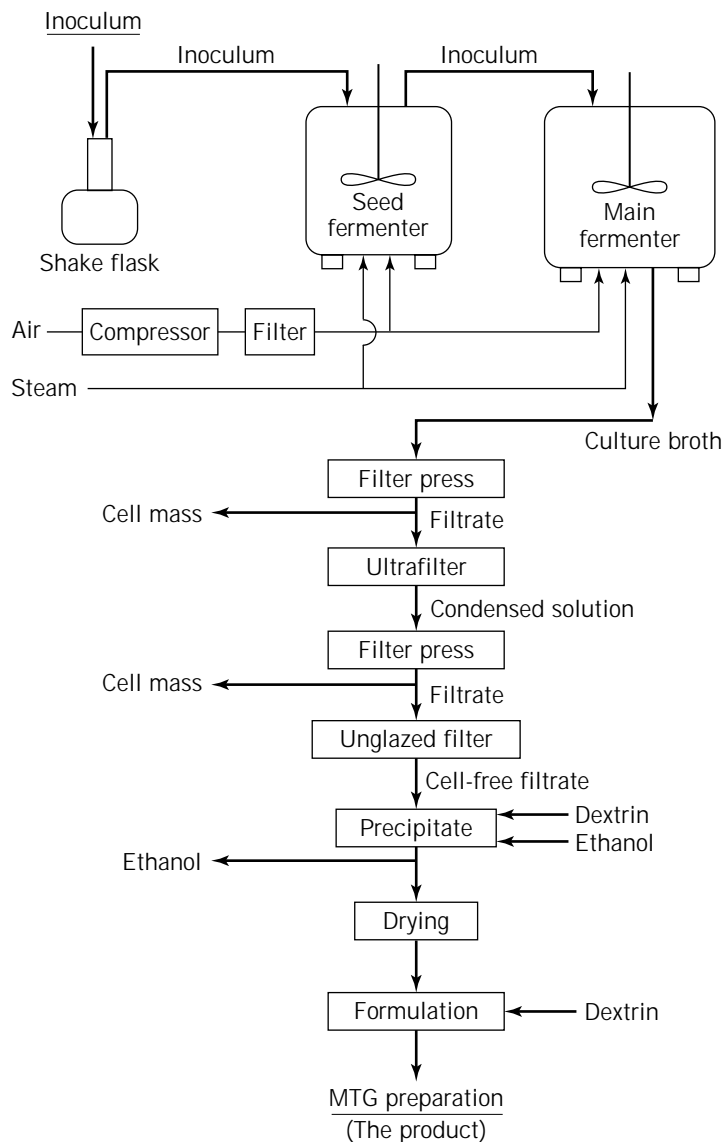 Inoculum
Inoculum
Inoculum
Seed
fermenter
Main
fermenter
Shake flask
Air
Compressor
Filter
Steam
Culture broth
Filter press
Cell mass
Filtrate
Ultrafilter
Condensed solution
Filter press
Cell mass
Filtrate
Unglazed filter
Cell-free filtrate
Precipitate
Dextrin
Ethanol
Ethanol
Drying
Formulation
Dextrin
MTG preparation
(The product)